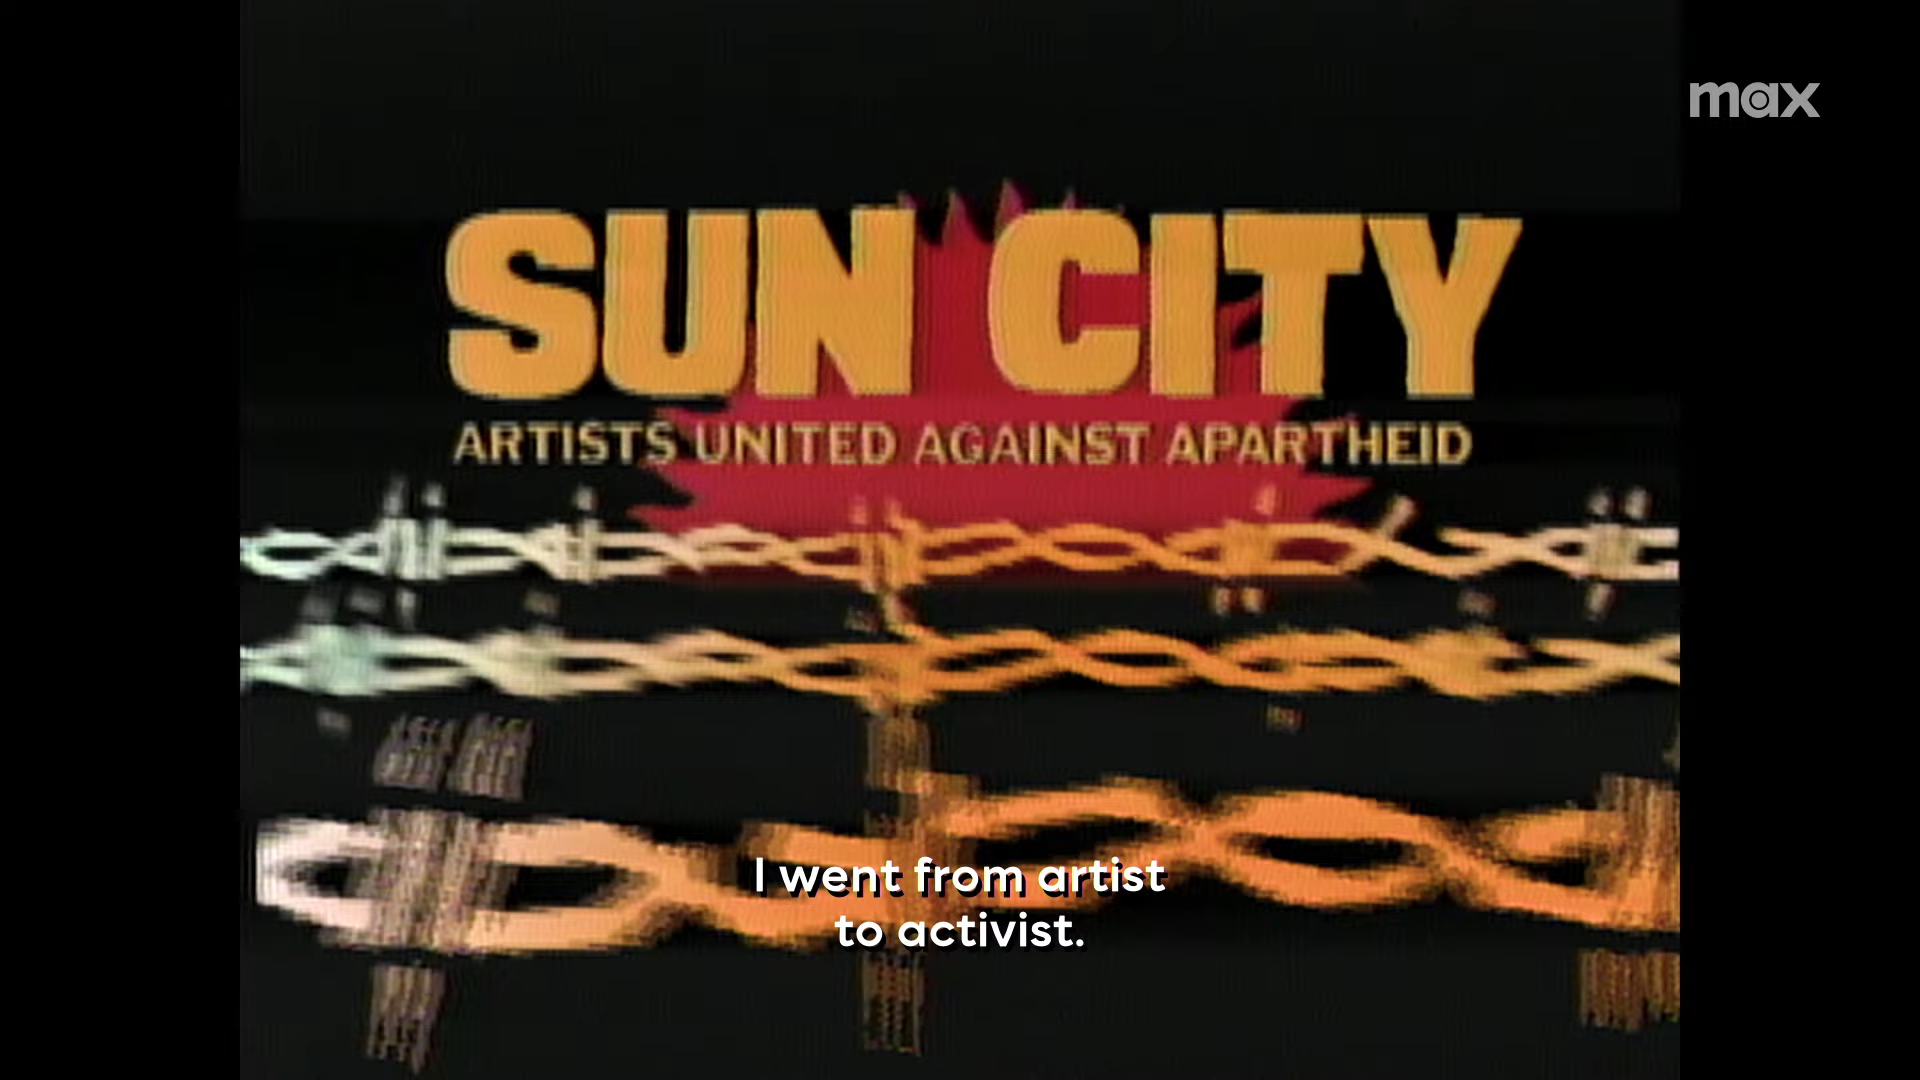 max
SUN CITY
ARTISTS UNITED AGAINST APARTHEID
I went from artist
to activist.